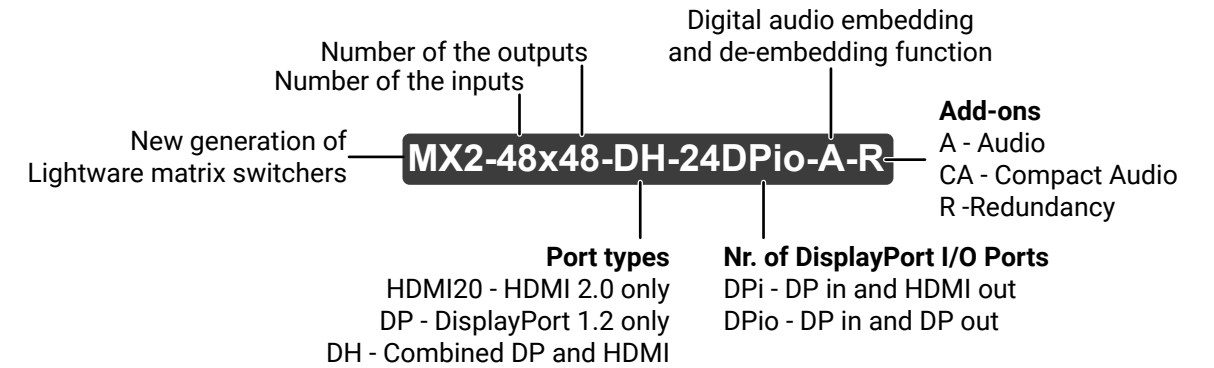 Digital audio embedding
and de-embedding function
Number of the outputs
Number of the inputs
New generation of
Lightware matrix switchers
MX2-48x48-DH-24DPio-A-R
Add-ons
A - Audio
CA - Compact Audio
R -Redundancy
Port types
HDMI20 - HDMI 2.0 only
DP - DisplayPort 1.2 only
DH - Combined DP and HDMI
Nr. of DisplayPort I/O Ports
DPi - DP in and HDMI out
DPio - DP in and DP out